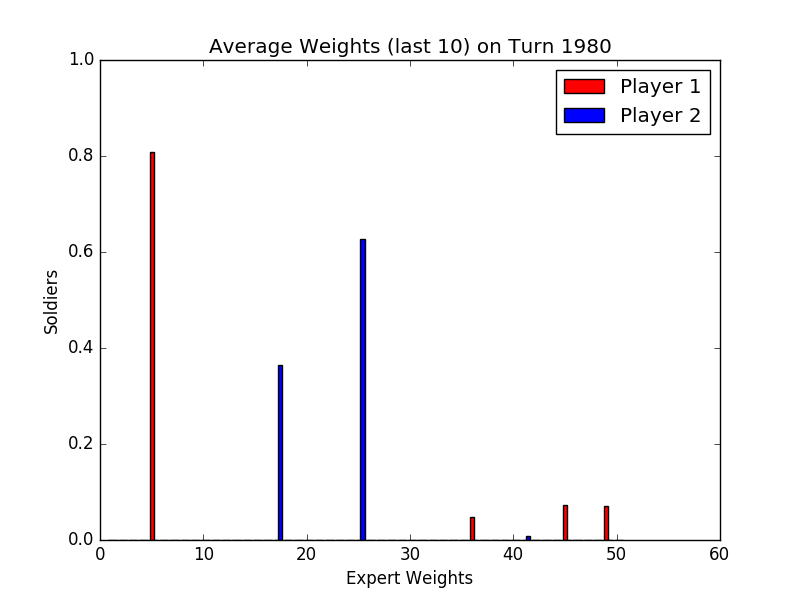 Average Weights (last 10) on Turn 1980
Player 1
Player 2
1.0
0.8
0.6
0.4
0.2
0.0
Soldiers
0
10
20
30
40
50
60
Expert Weights